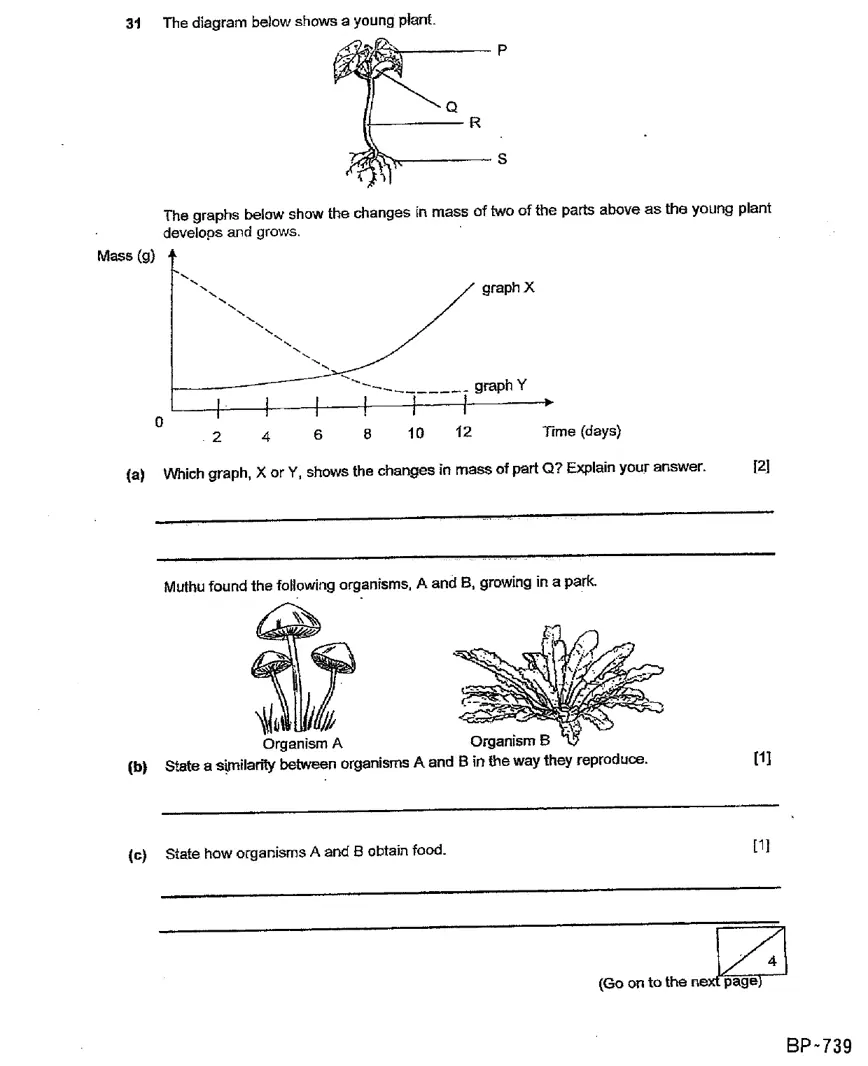 31 The diagram below shows a young plant.
P
Q
R
S
The graphs below show the changes in mass of two of the parts above as the young plant
develops and grows.
Mass (g)
graph X
graph Y
0
2 4 6 8 10 12 Time (days)
(a) Which graph, X or Y, shows the changes in mass of part Q? Explain your answer. [2]
Muthu found the following organisms, A and B, growing in a park.
Organism A Organism B
(b) State a similarity between organisms A and B in the way they reproduce. [1]
(c) State how organisms A and B obtain food. [1]
4
(Go on to the next page)
BP-739